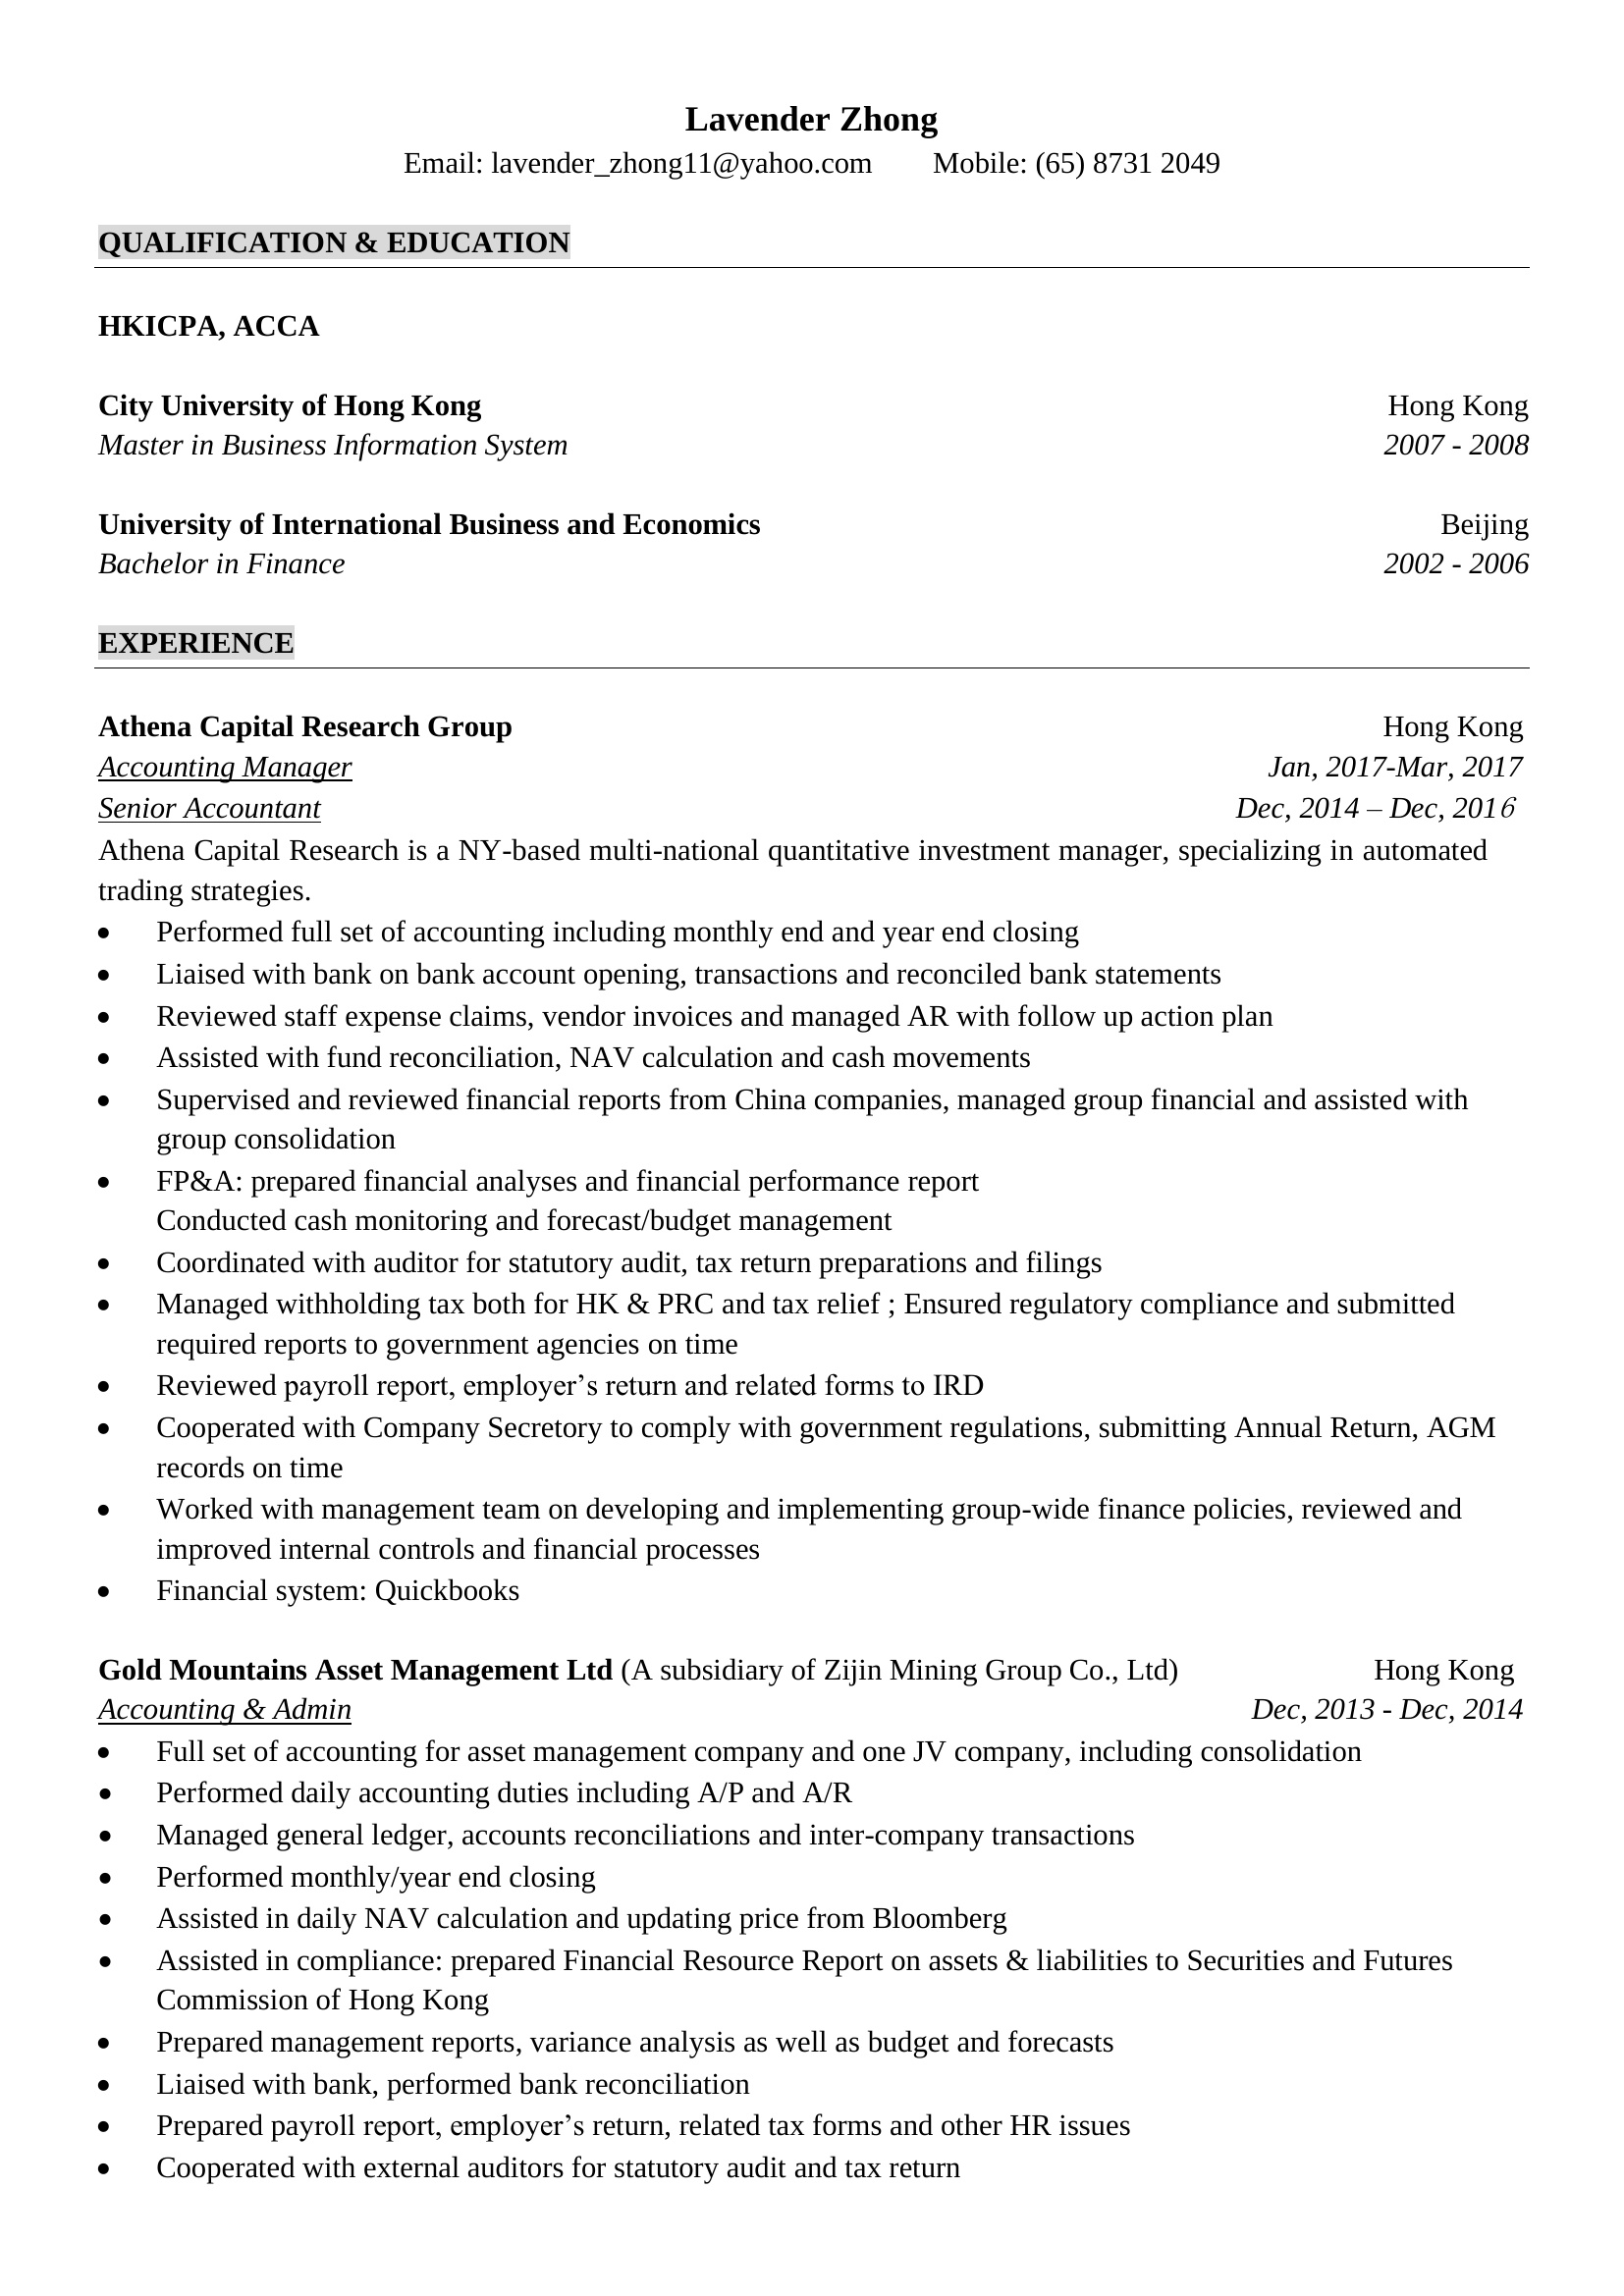 Lavender Zhong
Email: lavender_zhong11@yahoo.com Mobile: (65) 8731 2049
QUALIFICATION & EDUCATION
HKICPA, ACCA
City University of Hong Kong Hong Kong
Master in Business Information System 2007 - 2008
University of International Business and Economics Beijing
Bachelor in Finance 2002 - 2006
EXPERIENCE
Athena Capital Research Group Hong Kong
Accounting Manager Jan, 2017-Mar, 2017
Senior Accountant Dec, 2014 – Dec, 2016
Athena Capital Research is a NY-based multi-national quantitative investment manager, specializing in automated
trading strategies.
• Performed full set of accounting including monthly end and year end closing
• Liaised with bank on bank account opening, transactions and reconciled bank statements
• Reviewed staff expense claims, vendor invoices and managed AR with follow up action plan
• Assisted with fund reconciliation, NAV calculation and cash movements
• Supervised and reviewed financial reports from China companies, managed group financial and assisted with
group consolidation
• FP&A: prepared financial analyses and financial performance report
Conducted cash monitoring and forecast/budget management
• Coordinated with auditor for statutory audit, tax return preparations and filings
• Managed withholding tax both for HK & PRC and tax relief ; Ensured regulatory compliance and submitted
required reports to government agencies on time
• Reviewed payroll report, employer’s return and related forms to IRD
• Cooperated with Company Secretory to comply with government regulations, submitting Annual Return, AGM
records on time
• Worked with management team on developing and implementing group-wide finance policies, reviewed and
improved internal controls and financial processes
• Financial system: Quickbooks
Gold Mountains Asset Management Ltd (A subsidiary of Zijin Mining Group Co., Ltd) Hong Kong
Accounting & Admin Dec, 2013 - Dec, 2014
• Full set of accounting for asset management company and one JV company, including consolidation
• Performed daily accounting duties including A/P and A/R
• Managed general ledger, accounts reconciliations and inter-company transactions
• Performed monthly/year end closing
• Assisted in daily NAV calculation and updating price from Bloomberg
• Assisted in compliance: prepared Financial Resource Report on assets & liabilities to Securities and Futures
Commission of Hong Kong
• Prepared management reports, variance analysis as well as budget and forecasts
• Liaised with bank, performed bank reconciliation
• Prepared payroll report, employer’s return, related tax forms and other HR issues
• Cooperated with external auditors for statutory audit and tax return